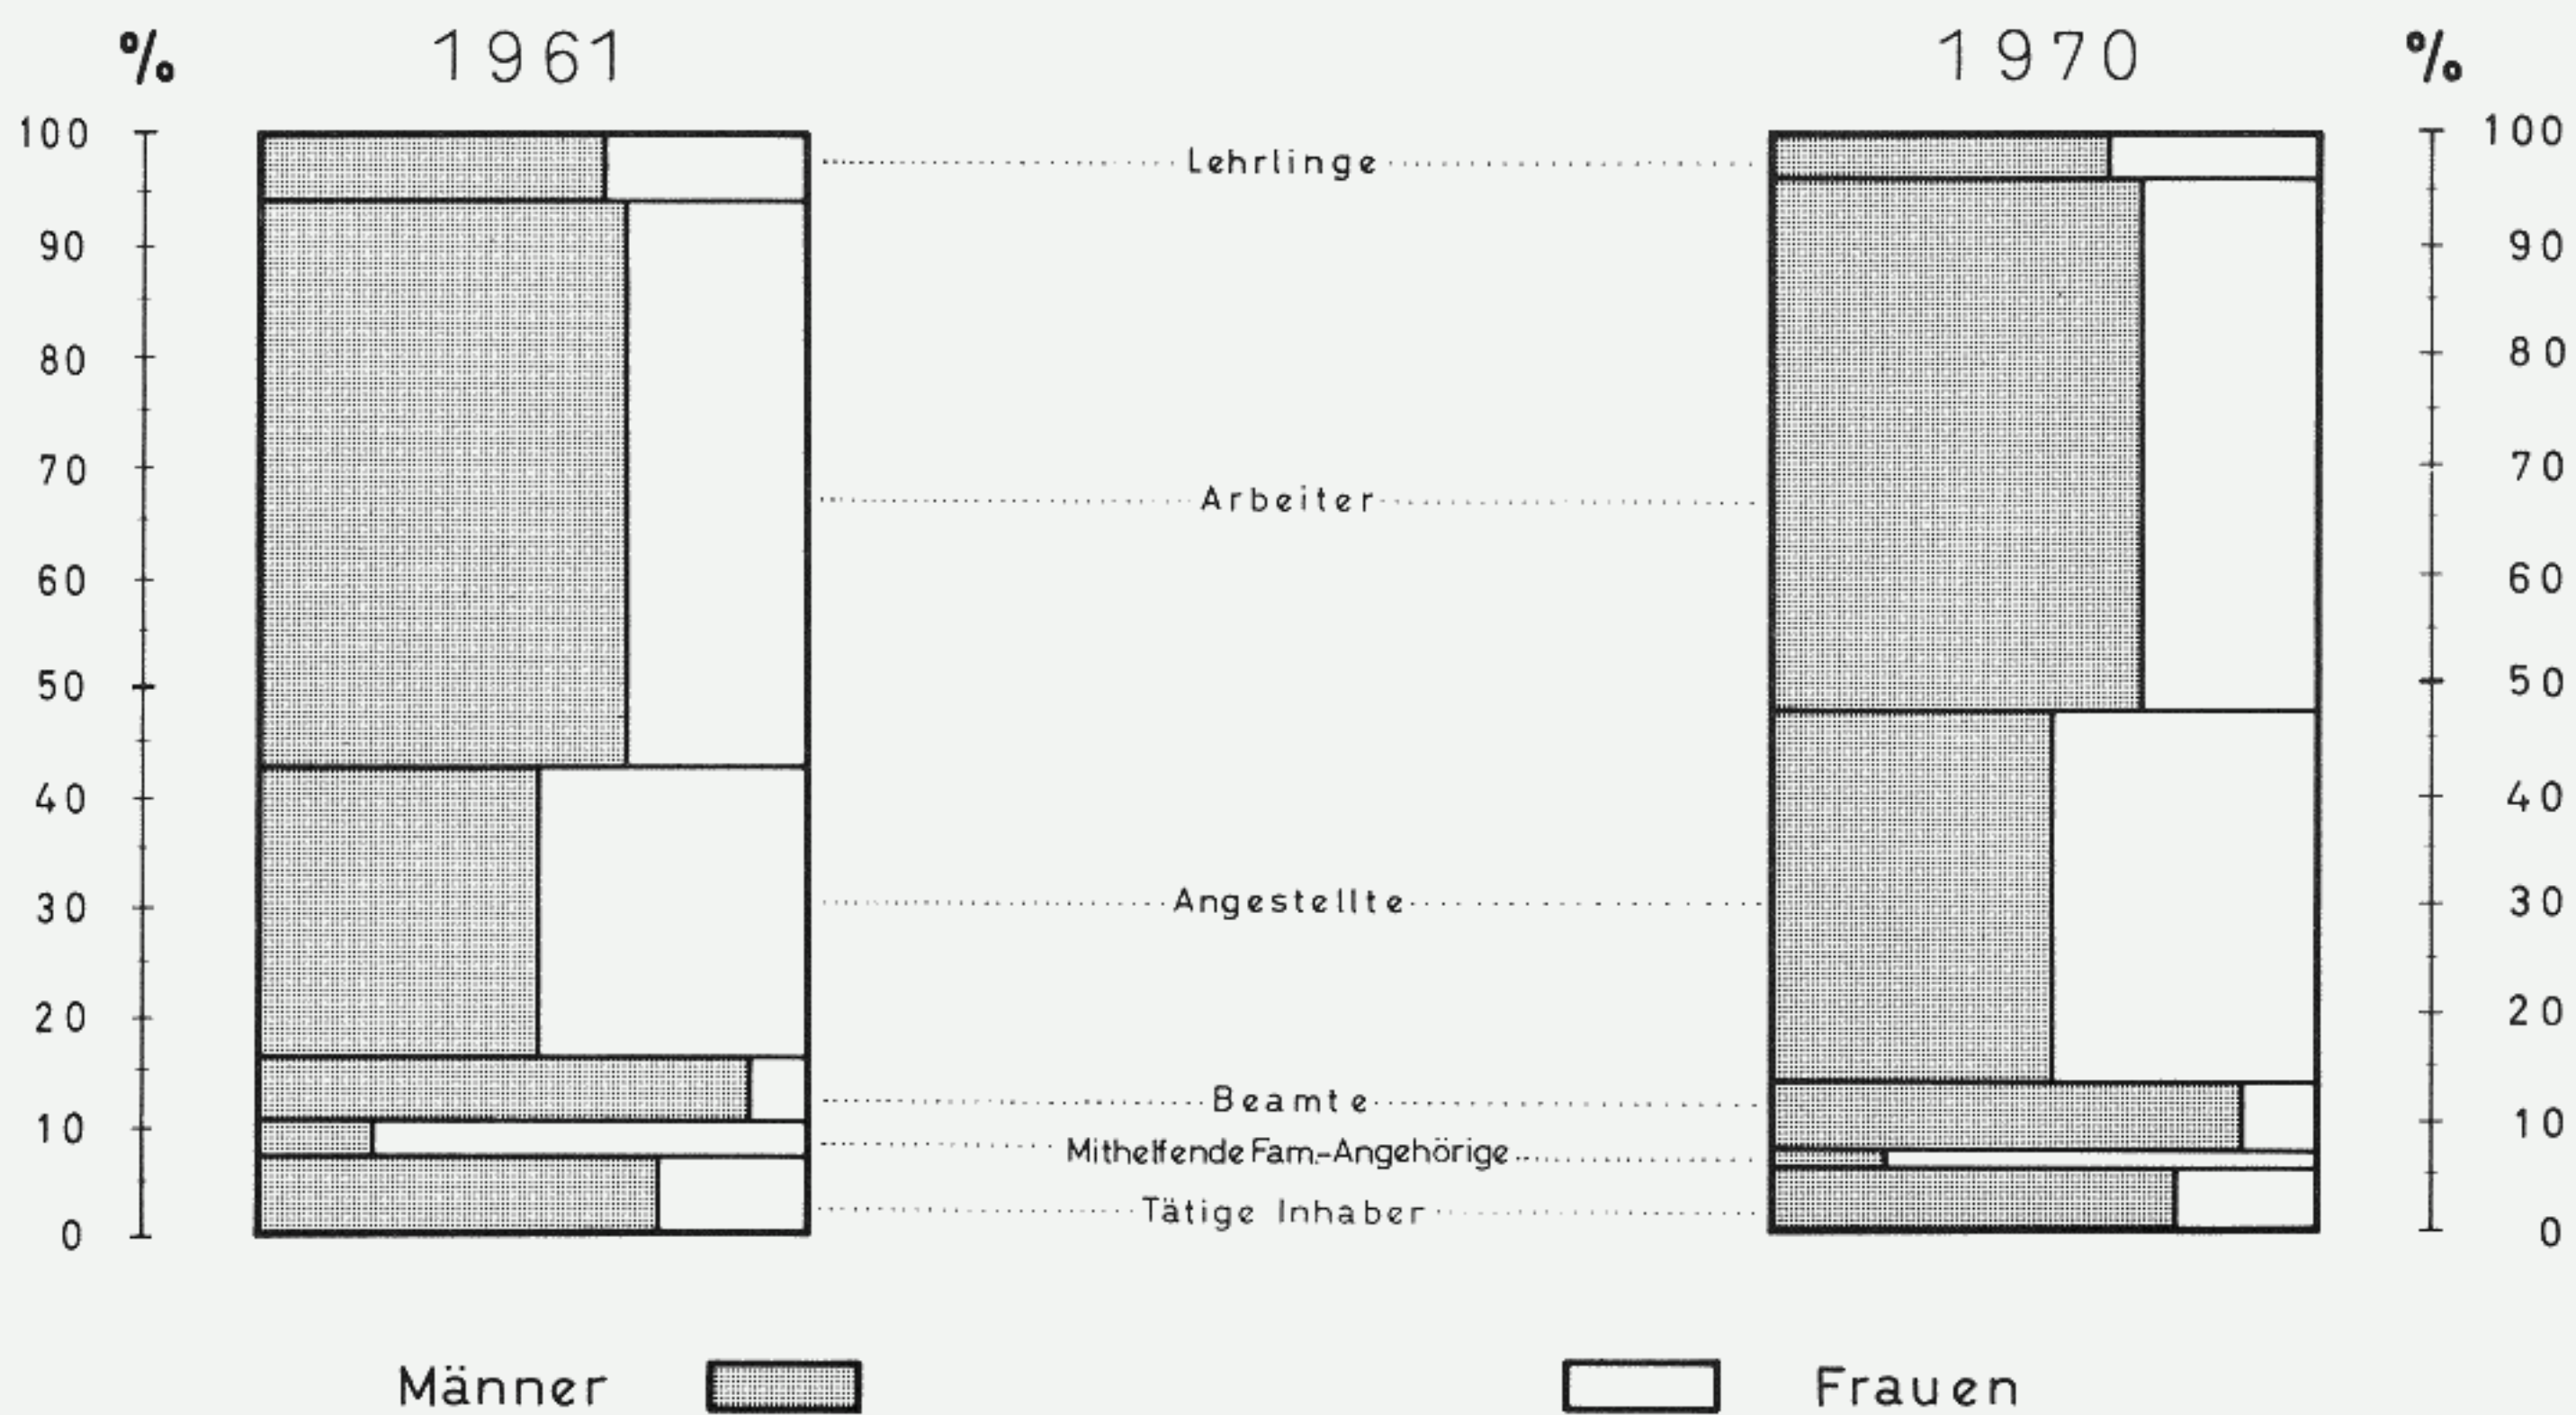 % 1961 1970 %
100 100
Lehrlinge
90 90
80 80
70 70
Arbeiter
60 60
50 50
40 40
30 30
Angestellte
20 20
10 10
Beamte
Mithelfende Fam.-Angehörige
Tätige Inhaber
0 0
Männer Frauen